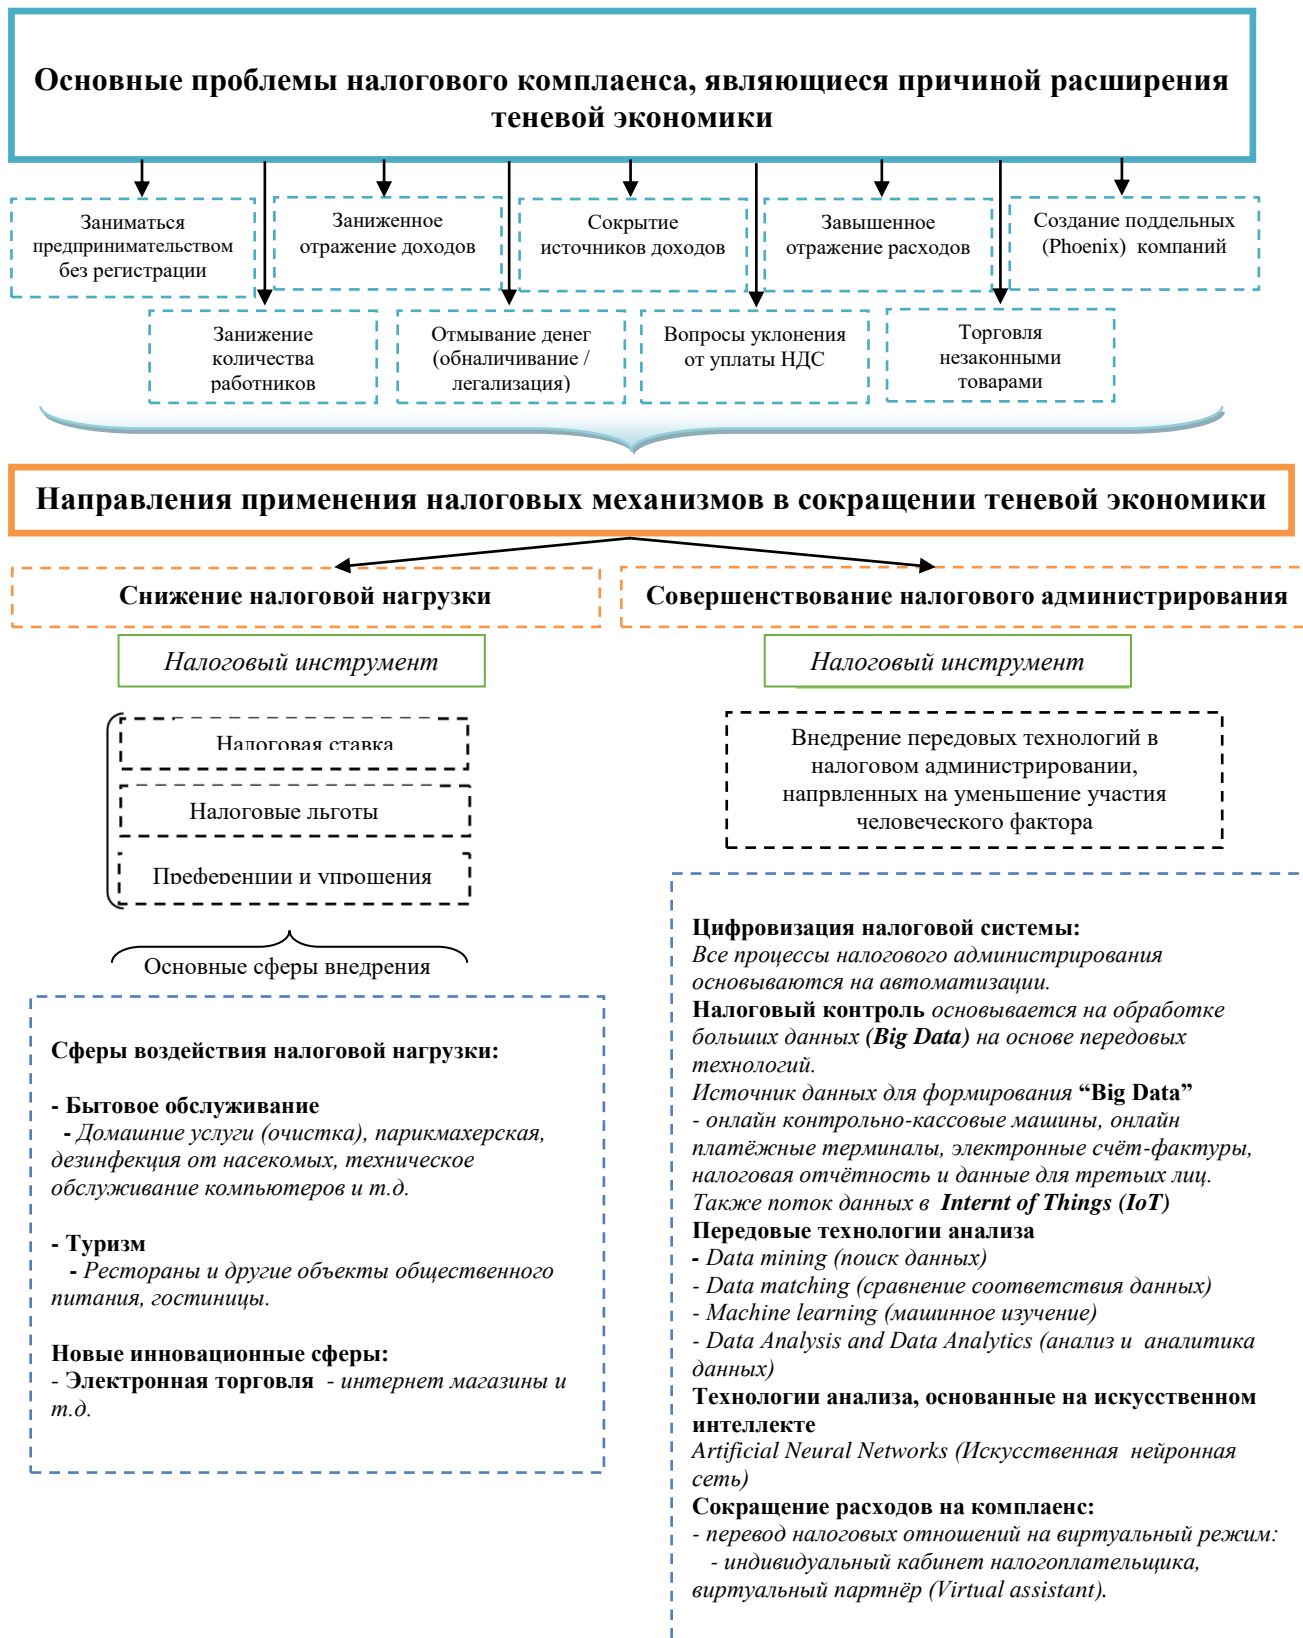 Основные проблемы налогового комплаенса, являющиеся причиной расширения
теневой экономики
Заниматься
предпринимательством
без регистрации
Заниженное
отражение доходов
Сокрытие
источников доходов
Завышенное
отражение расходов
Создание поддельных
(Phoenix) компаний
Занижение
количества
работников
Отмывание денег
(обналичивание /
легализация)
Вопросы уклонения
от уплаты НДС
Торговля
незаконными
товарами
Направления применения налоговых механизмов в сокращении теневой экономики
Снижение налоговой нагрузки
Налоговый инструмент
Налоговая ставка
Налоговые льготы
Преференции и упрощения
Основные сферы внедрения
Сферы воздействия налоговой нагрузки:
- Бытовое обслуживание
- Домашние услуги (очистка), парикмахерская,
дезинфекция от насекомых, техническое
обслуживание компьютеров и т.д.
- Туризм
- Рестораны и другие объекты общественного
питания, гостиницы.
Новые инновационные сферы:
- Электронная торговля - интернет магазины и
т.д.
Совершенствование налогового администрирования
Налоговый инструмент
Внедрение передовых технологий в
налоговом администрировании,
напрвленных на уменьшение участия
человеческого фактора
Цифровизация налоговой системы:
Все процессы налогового администрирования
основываются на автоматизации.
Налоговый контроль основывается на обработке
больших данных (Big Data) на основе передовых
технологий.
Источник данных для формирования “Big Data”
- онлайн контрольно-кассовые машины, онлайн
платёжные терминалы, электронные счёт-фактуры,
налоговая отчётность и данные для третьих лиц.
Также поток данных в Internt of Things (IoT)
Передовые технологии анализа
- Data mining (поиск данных)
- Data matching (сравнение соответствия данных)
- Machine learning (машинное изучение)
- Data Analysis and Data Analytics (анализ и аналитика
данных)
Технологии анализа, основанные на искусственном
интеллекте
Artificial Neural Networks (Искусственная нейронная
сеть)
Сокращение расходов на комплаенс:
- перевод налоговых отношений на виртуальный режим:
- индивидуальный кабинет налогоплательщика,
виртуальный партнёр (Virtual assistant).